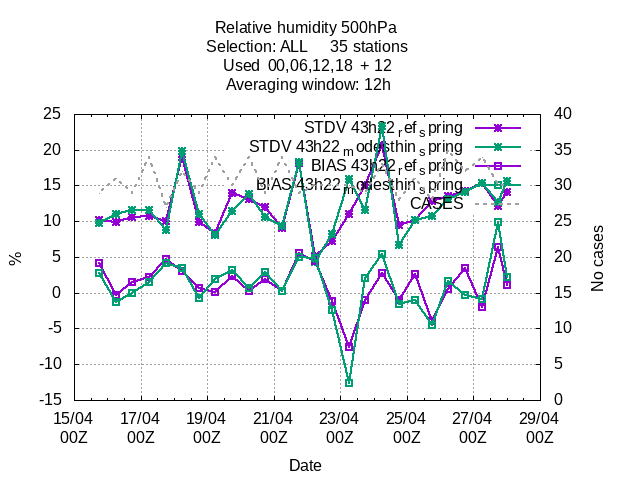 Relative humidity 500hPa
Selection: ALL 35 stations
Used 00,06,12,18 + 12
Averaging window: 12h
25
20
15
10
5
0
-5
-10
-15
%
40
35
30
25
20
15
10
5
0
No cases
STDV 43h22_ref_spring
STDV 43h22_modesthin_spring
BIAS 43h22_ref_spring
BIAS 43h22_modesthin_spring
CASES
15/04 17/04 19/04 21/04 23/04 25/04 27/04 29/04
00Z 00Z 00Z 00Z 00Z 00Z 00Z 00Z
Date